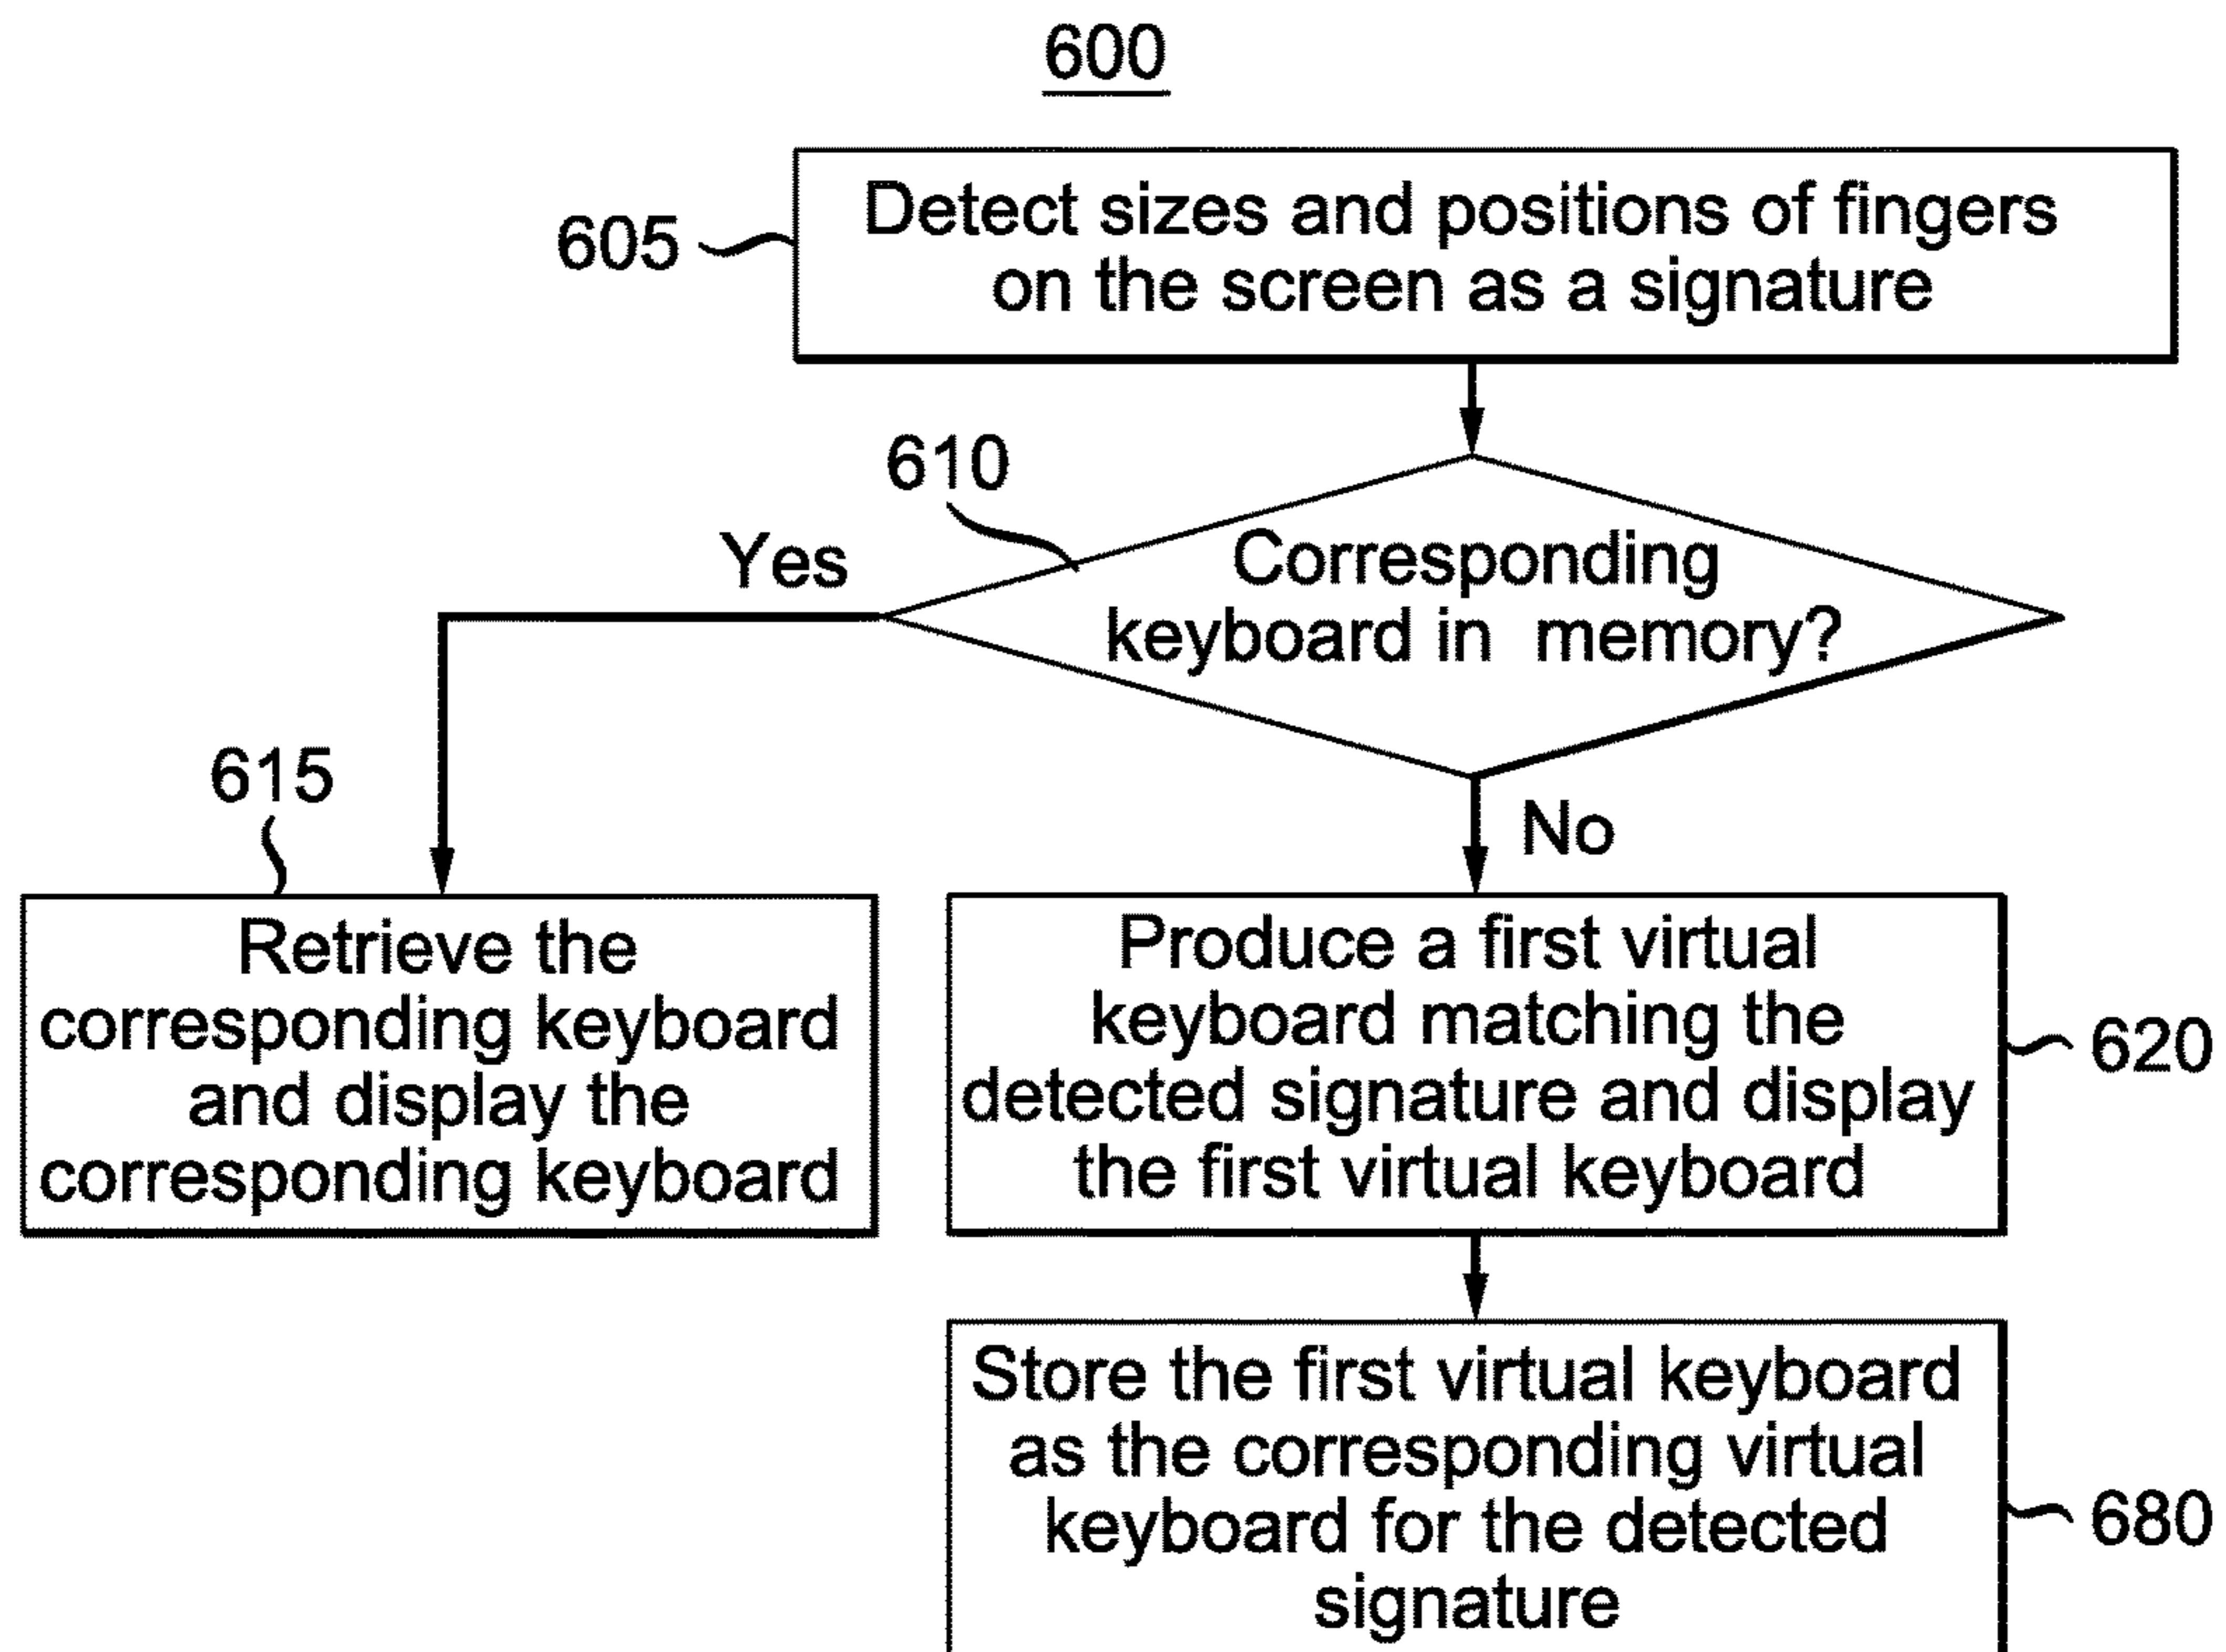 600
605
Detect sizes and positions of fingers
on the screen as a signature
610
Corresponding
keyboard in memory?
Yes
No
615
Retrieve the
corresponding keyboard
and display the
corresponding keyboard
Produce a first virtual
keyboard matching the
detected signature and display
the first virtual keyboard
620
Store the first virtual keyboard
as the corresponding virtual
keyboard for the detected
signature
680